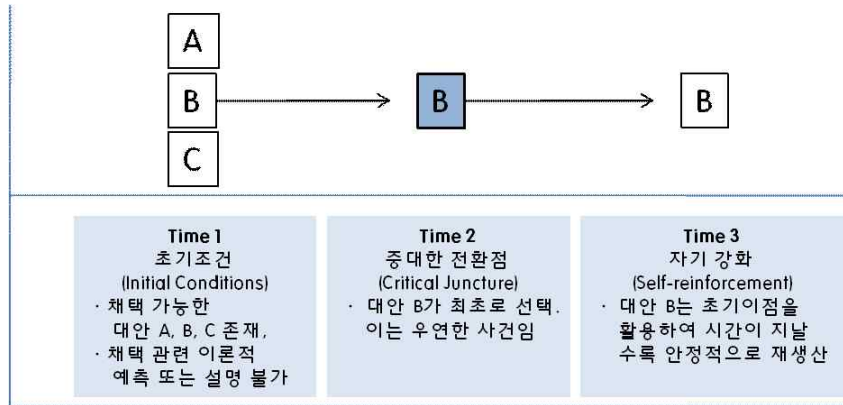 A
B
B
B
C
Time 1
초기조건
(Initial Conditions)
· 채택 가능한
대안 A, B, C 존재,
· 채택 관련 이론적
예측 또는 설명 불가
Time 2
중대한 전환점
(Critical Juncture)
· 대안 B가 최초로 선택.
이는 우연한 사건임
Time 3
자기 강화
(Self-reinforcement)
· 대안 B는 초기이점을
활용하여 시간이 지날
수록 안정적으로 재생산